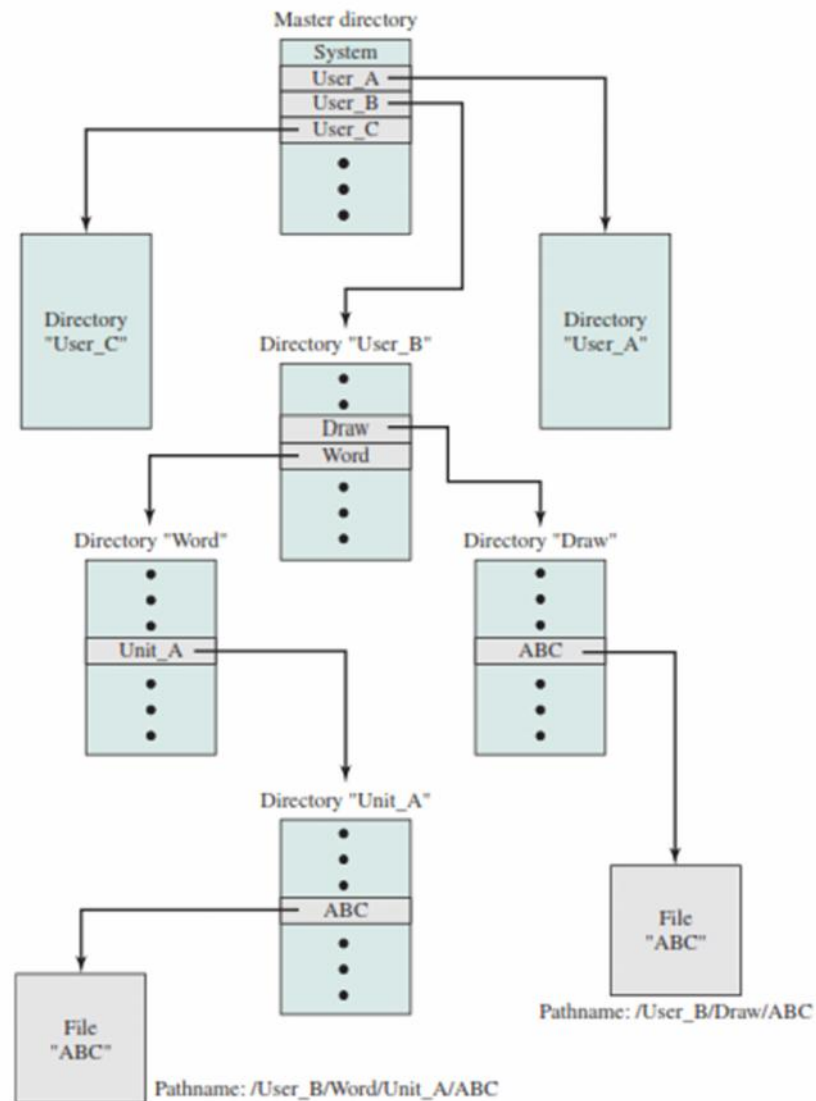 Master directory
System
User_A
User_B
User_C
Directory
"User_C"
Directory
"User_A"
Directory "User_B"
Draw
Word
Directory "Word"
Directory "Draw"
Unit_A
ABC
Directory "Unit_A"
ABC
File
"ABC"
Pathname: /User_B/Draw/ABC
File
"ABC"
Pathname: /User_B/Word/Unit_A/ABC